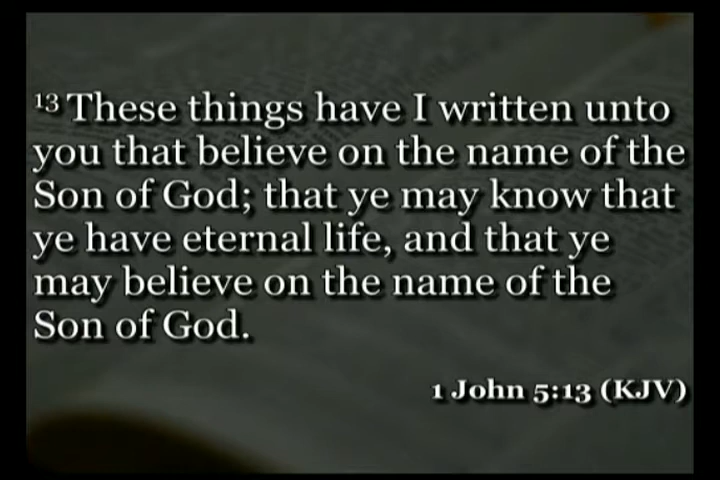 13 These things have I written unto
you that believe on the name of the
Son of God; that ye may know that
ye have eternal life, and that ye
may believe on the name of the
Son of God.
1 John 5:13 (KJV)